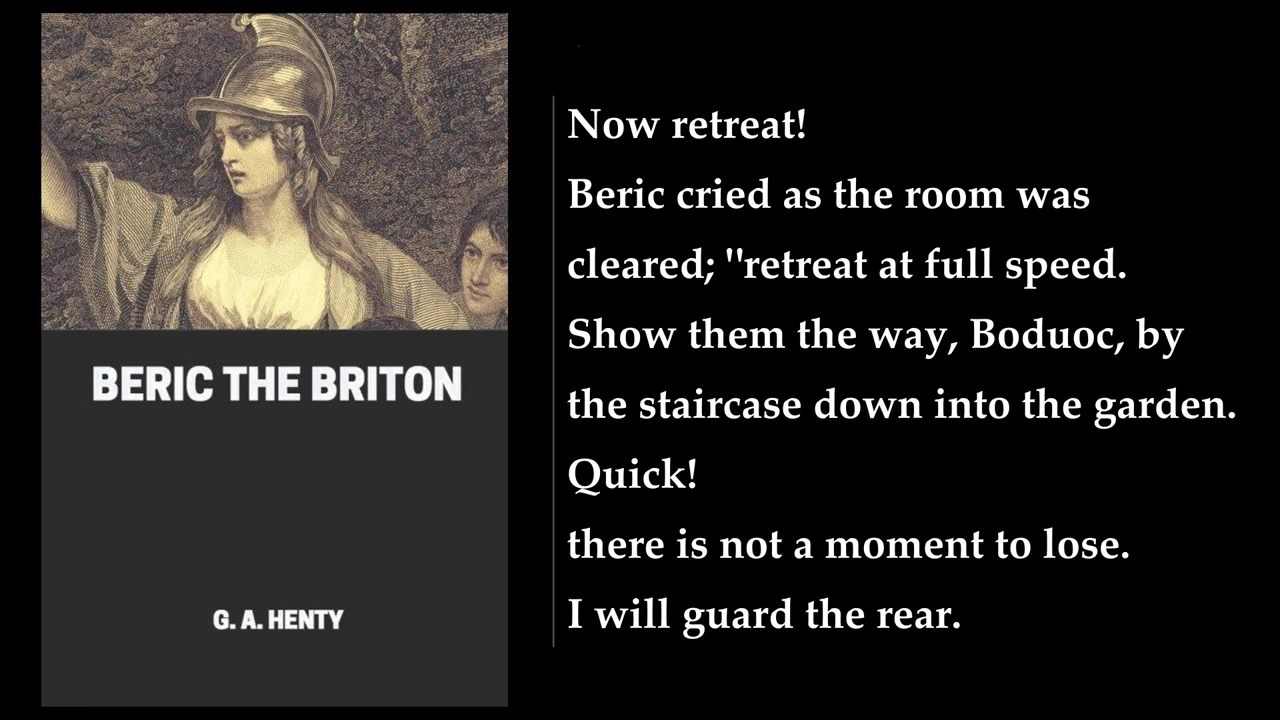 BERIC THE BRITON
G. A. HENTY
Now retreat!
Beric cried as the room was
cleared; "retreat at full speed.
Show them the way, Boduoc, by
the staircase down into the garden.
Quick!
there is not a moment to lose.
I will guard the rear.